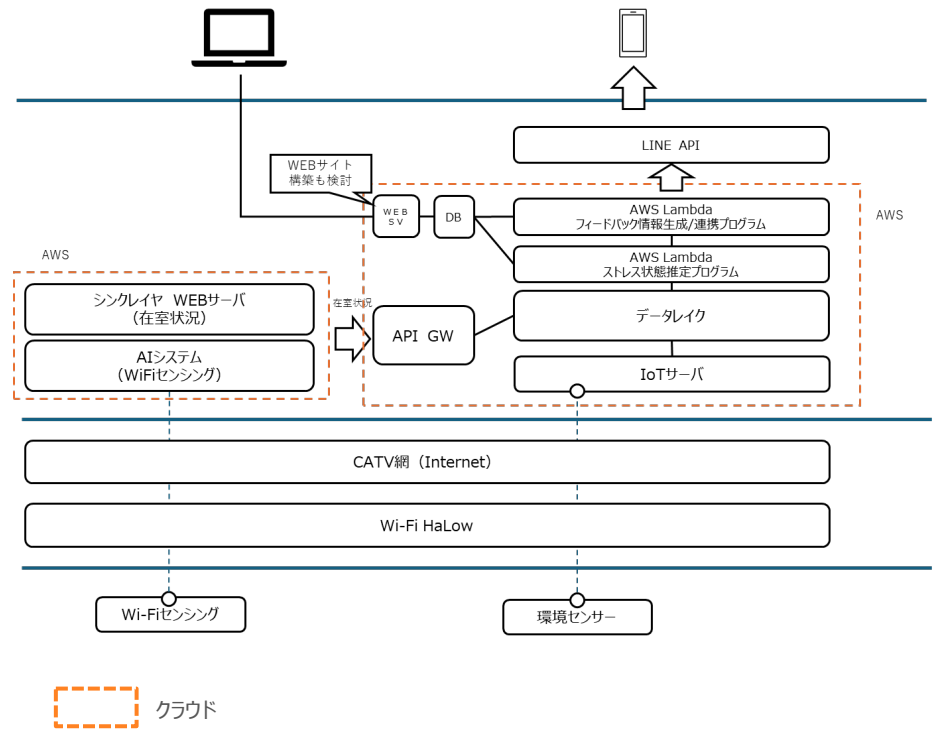 LINE API
WEBサイト
構築も検討
WEB
SV
DB
AWS Lambda
フィードバック情報生成/連携プログラム
AWS
AWS Lambda
ストレス状態推定プログラム
AWS
シンクレイヤ WEBサーバ
（在室状況）
在室状況
API GW
データレイク
AIシステム
（WiFiセンシング）
IoTサーバ
CATV網（Internet）
Wi-Fi HaLow
Wi-Fiセンシング
環境センサー
クラウド